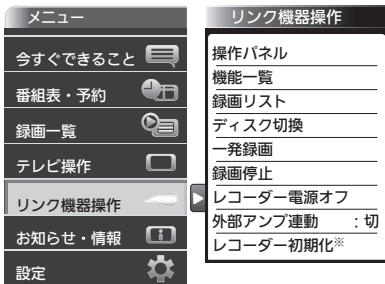 メニュー
今すぐできること
番組表・予約
録画一覧
テレビ操作
リンク機器操作
お知らせ・情報
設定
リンク機器操作
操作パネル
機能一覧
録画リスト
ディスク切換
一発録画
録画停止
レコーダー電源オフ
外部アンプ連動 :切
レコーダー初期化※